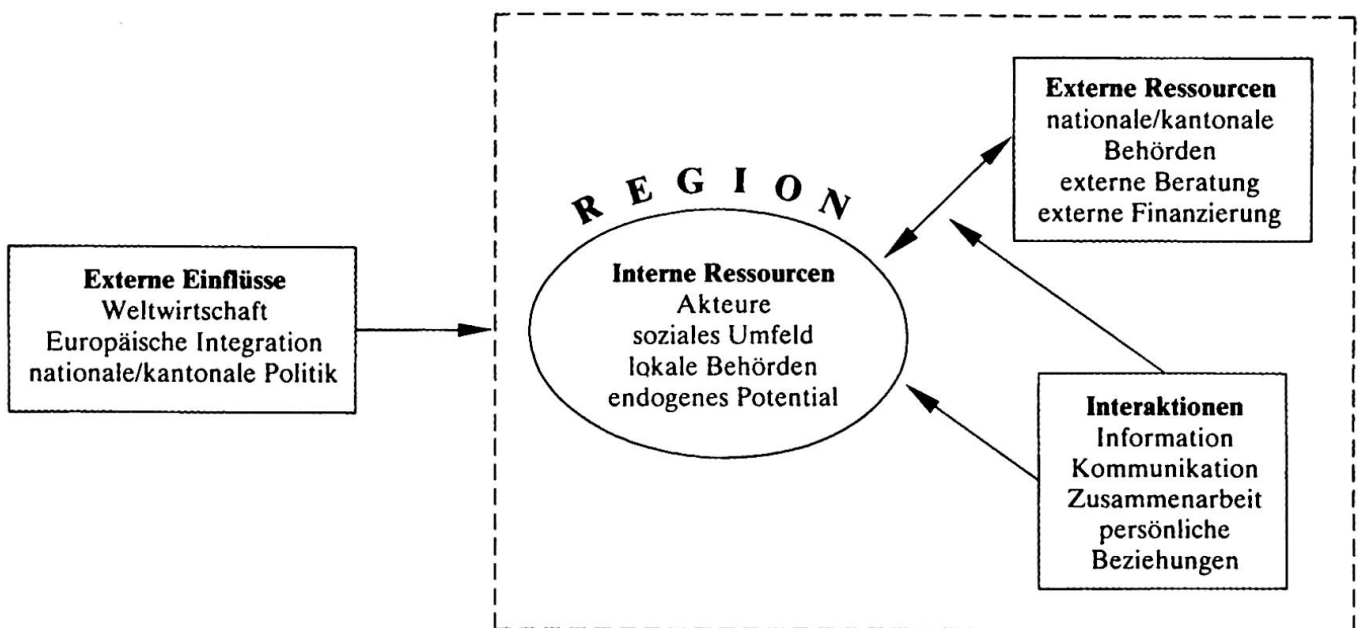 Externe Ressourcen
nationale/kantonale
Behörden
externe Beratung
externe Finanzierung
REGION
Interne Ressourcen
Akteure
soziales Umfeld
lokale Behörden
endogenes Potential
Externe Einflüsse
Weltwirtschaft
Europäische Integration
nationale/kantonale Politik
Interaktionen
Information
Kommunikation
Zusammenarbeit
persönliche
Beziehungen